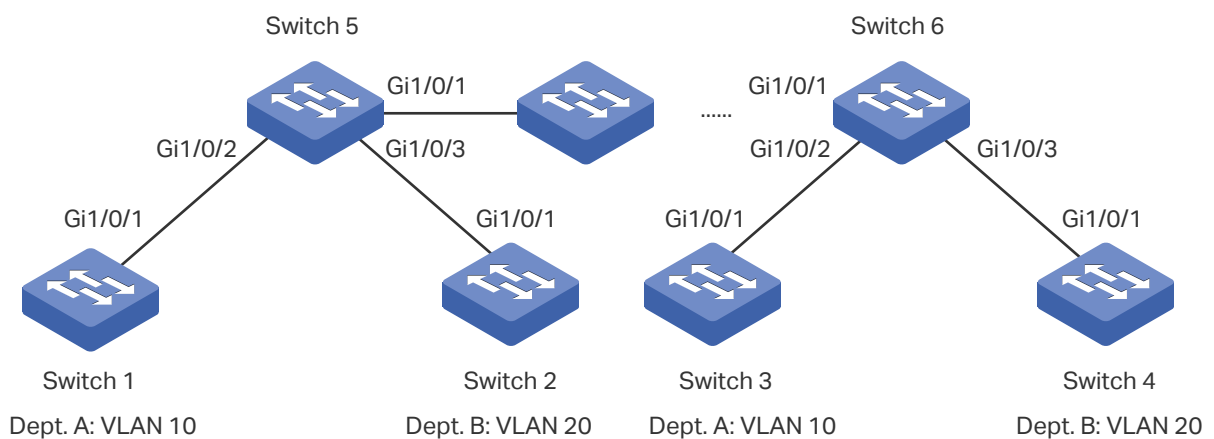 Switch 5
Switch 6
Gi1/0/1
Gi1/0/1
......
Gi1/0/2
Gi1/0/3
Gi1/0/2
Gi1/0/3
Gi1/0/1
Gi1/0/1
Gi1/0/1
Gi1/0/1
Switch 1
Switch 2
Switch 3
Switch 4
Dept. A: VLAN 10
Dept. B: VLAN 20
Dept. A: VLAN 10
Dept. B: VLAN 20